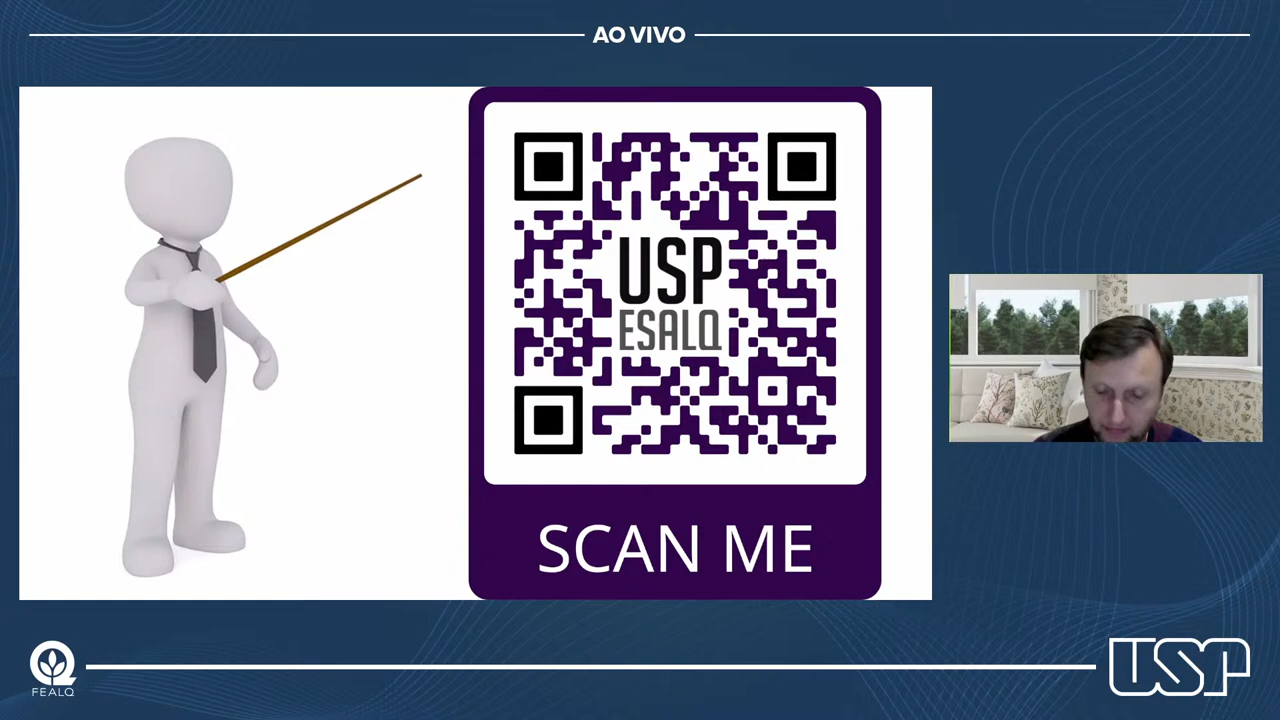 AO VIVO
USP
ESALQ
SCAN ME
FEALQ
USP